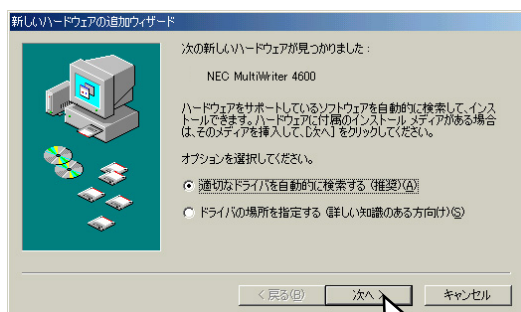 新しいハードウェアの追加ウィザード
次の新しいハードウェアが見つかりました :
NEC MultiWriter 4600
ハードウェアをサポートしているソフトウェアを自動的に検索して、インス
トールできます。ハードウェアに付属のインストール メディアがある場合
は、そのメディアを挿入して、[次へ] をクリックしてください。
オプションを選択してください。
適切なドライバを自動的に検索する (推奨)(A)
ドライバの場所を指定する (詳しい知識のある方向け)(S)
< 戻る(B) 次へ > キャンセル